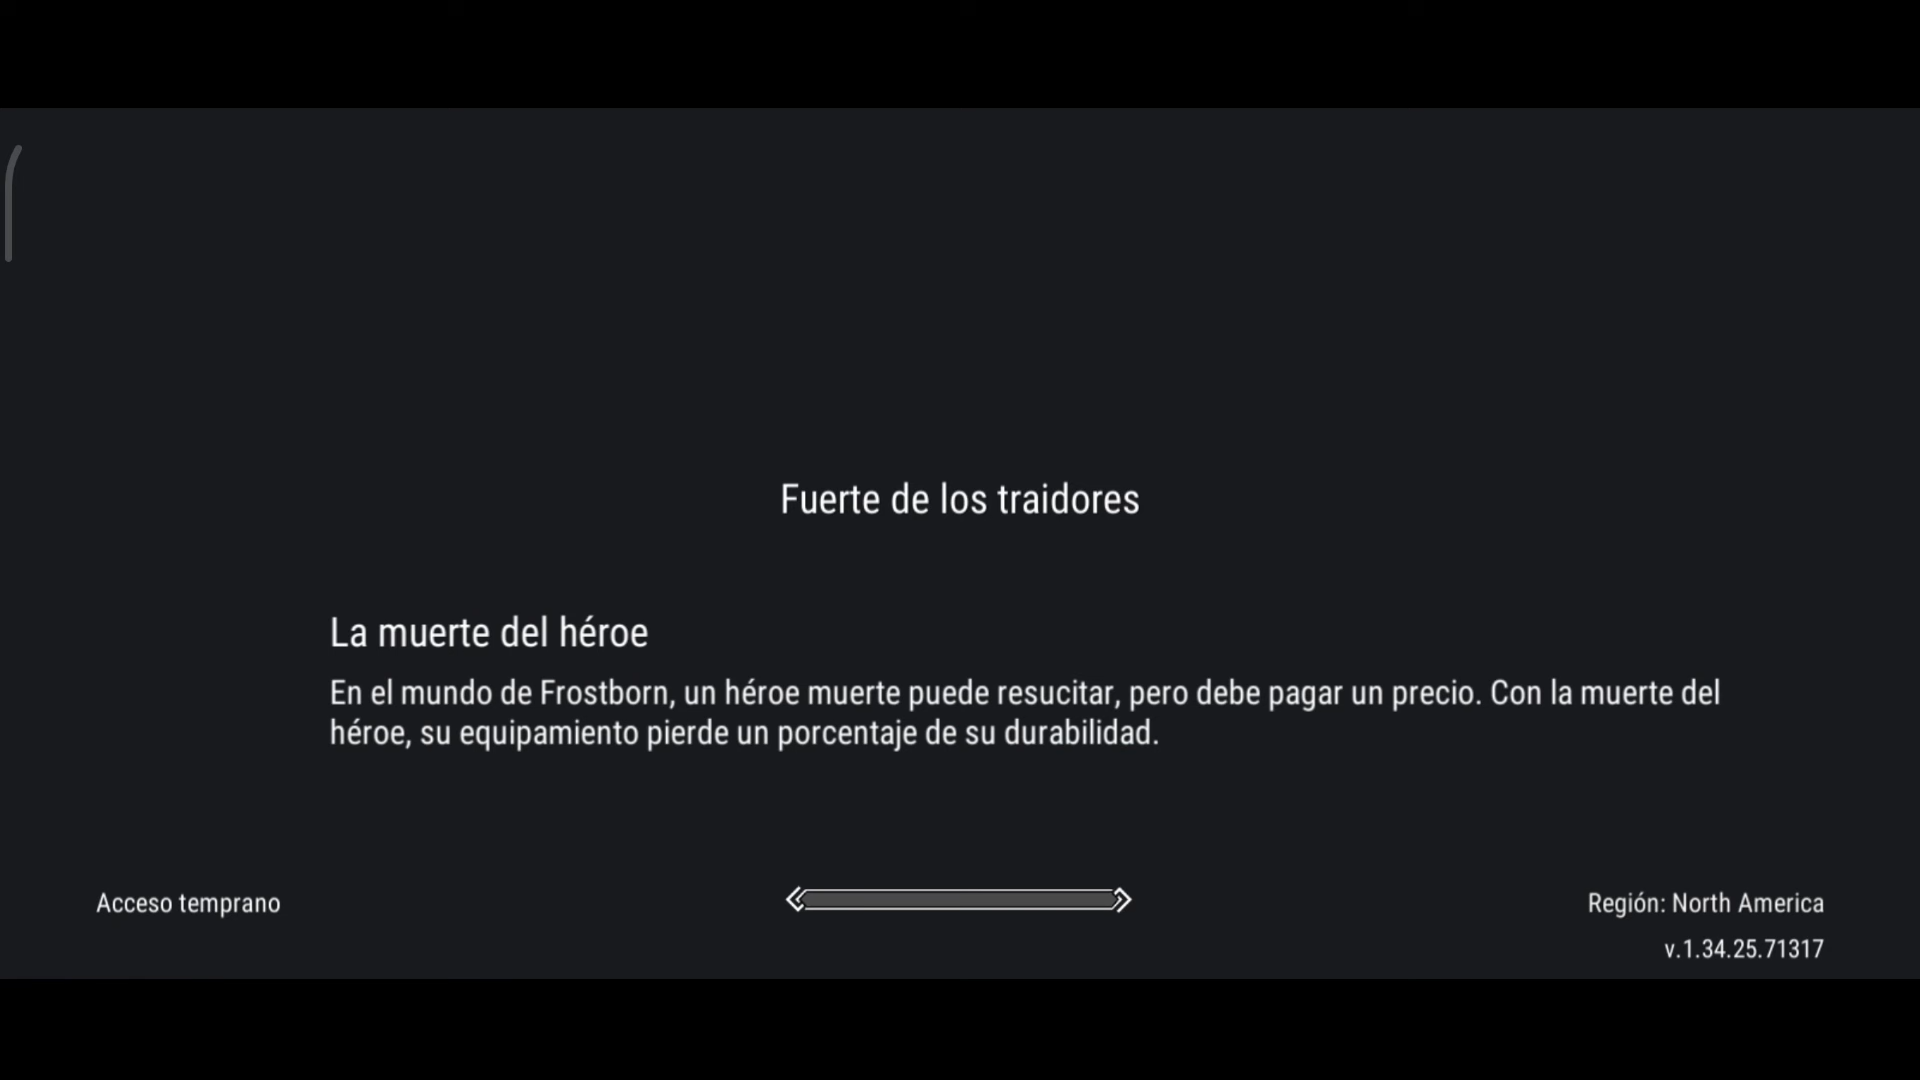 Fuerte de los traidores
La muerte del héroe
En el mundo de Frostborn, un héroe muerte puede resucitar, pero debe pagar un precio. Con la muerte del
héroe, su equipamiento pierde un porcentaje de su durabilidad.
Acceso temprano
Región: North America
v.1.34.25.71317